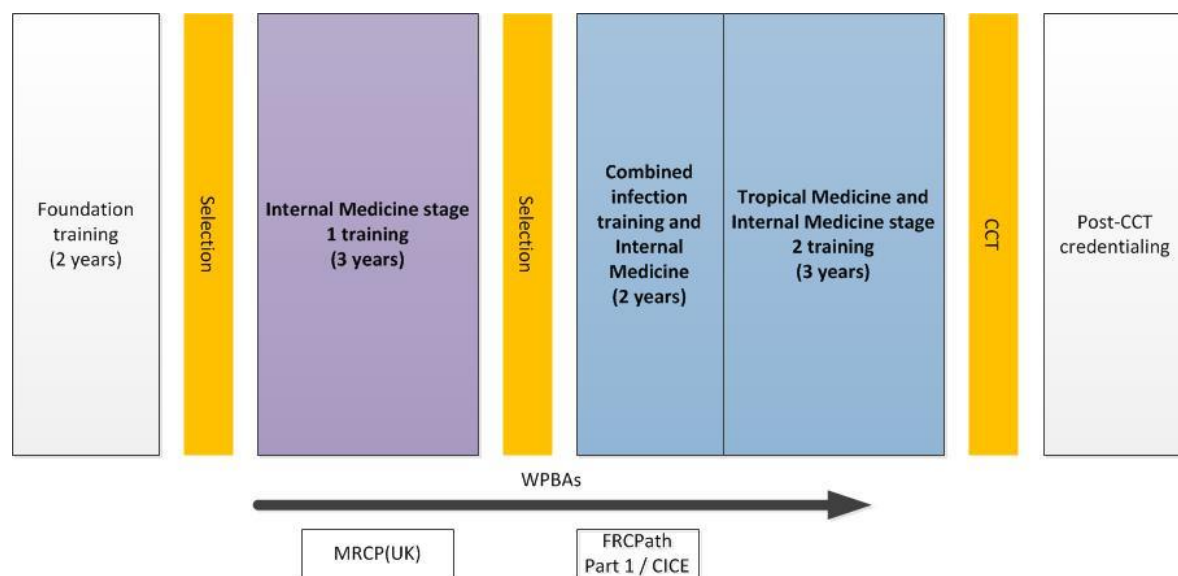 Foundation
training
(2 years)
Selection
Internal Medicine stage
1 training
(3 years)
Selection
Combined
infection
training and
Internal
Medicine
(2 years)
Tropical Medicine and
Internal Medicine stage
2 training
(3 years)
CCT
Post-CCT
credentialing
WPBAs
MRCP(UK)
FRCPath
Part 1 / CICE